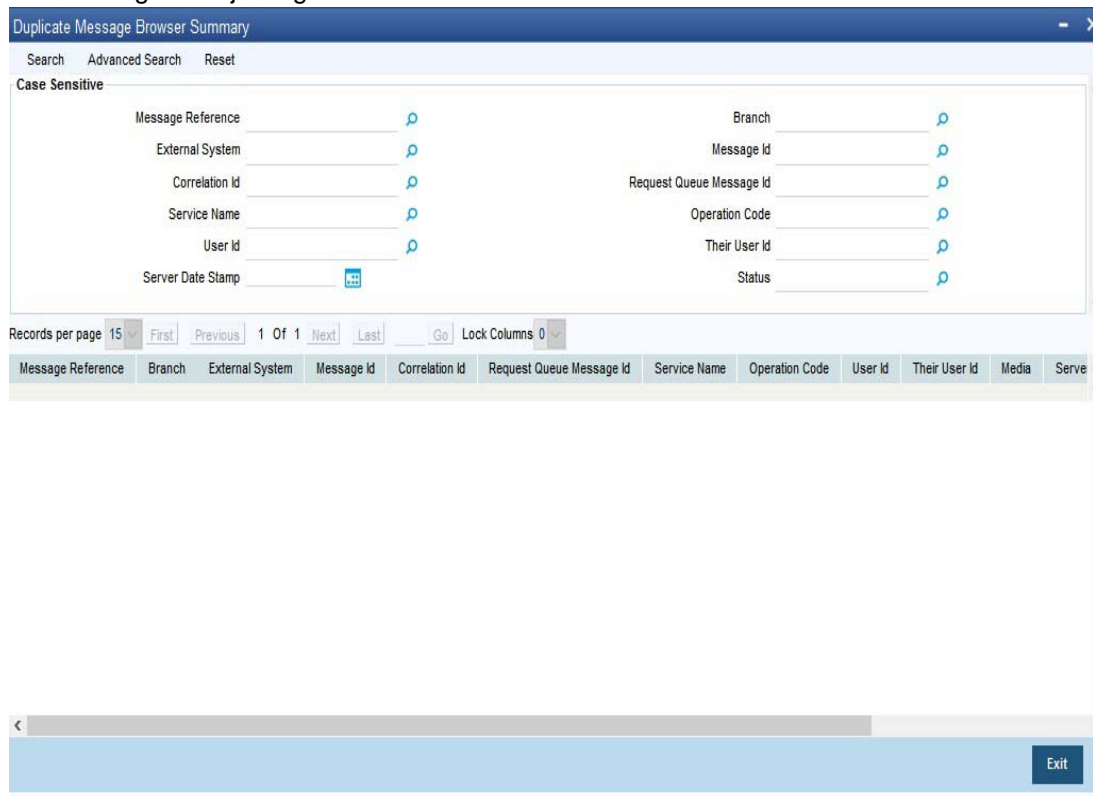 Duplicate Message Browser Summary
Search Advanced Search Reset
Case Sensitive
Message Reference Branch
External System Message Id
Correlation Id Request Queue Message Id
Service Name Operation Code
User Id Their User Id
Server Date Stamp Status
Records per page 15 First Previous 1 Of 1 Next Last Go Lock Columns 0
Message Reference Branch External System Message Id Correlation Id Request Queue Message Id Service Name Operation Code User Id Their User Id Media Serve
Exit